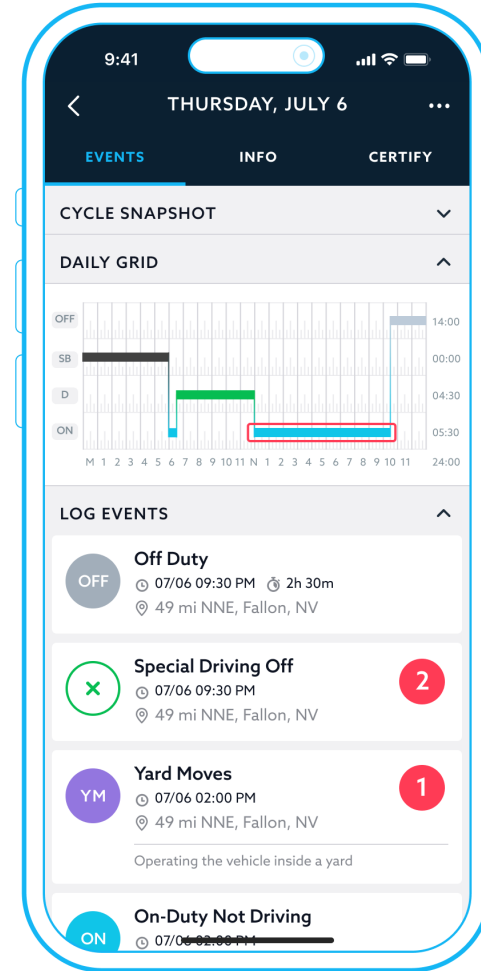 9:41
THURSDAY, JULY 6
EVENTS INFO CERTIFY
CYCLE SNAPSHOT
DAILY GRID
OFF 14:00
SB 00:00
D 04:30
ON 05:30
M 1 2 3 4 5 6 7 8 9 10 11 N 1 2 3 4 5 6 7 8 9 10 11 24:00
LOG EVENTS
OFF
Off Duty
07/06 09:30 PM 2h 30m
49 mi NNE, Fallon, NV
Special Driving Off
07/06 09:30 PM
49 mi NNE, Fallon, NV
2
YM
Yard Moves
07/06 02:00 PM
49 mi NNE, Fallon, NV
1
Operating the vehicle inside a yard
ON
On-Duty Not Driving
07/06 02:00 PM